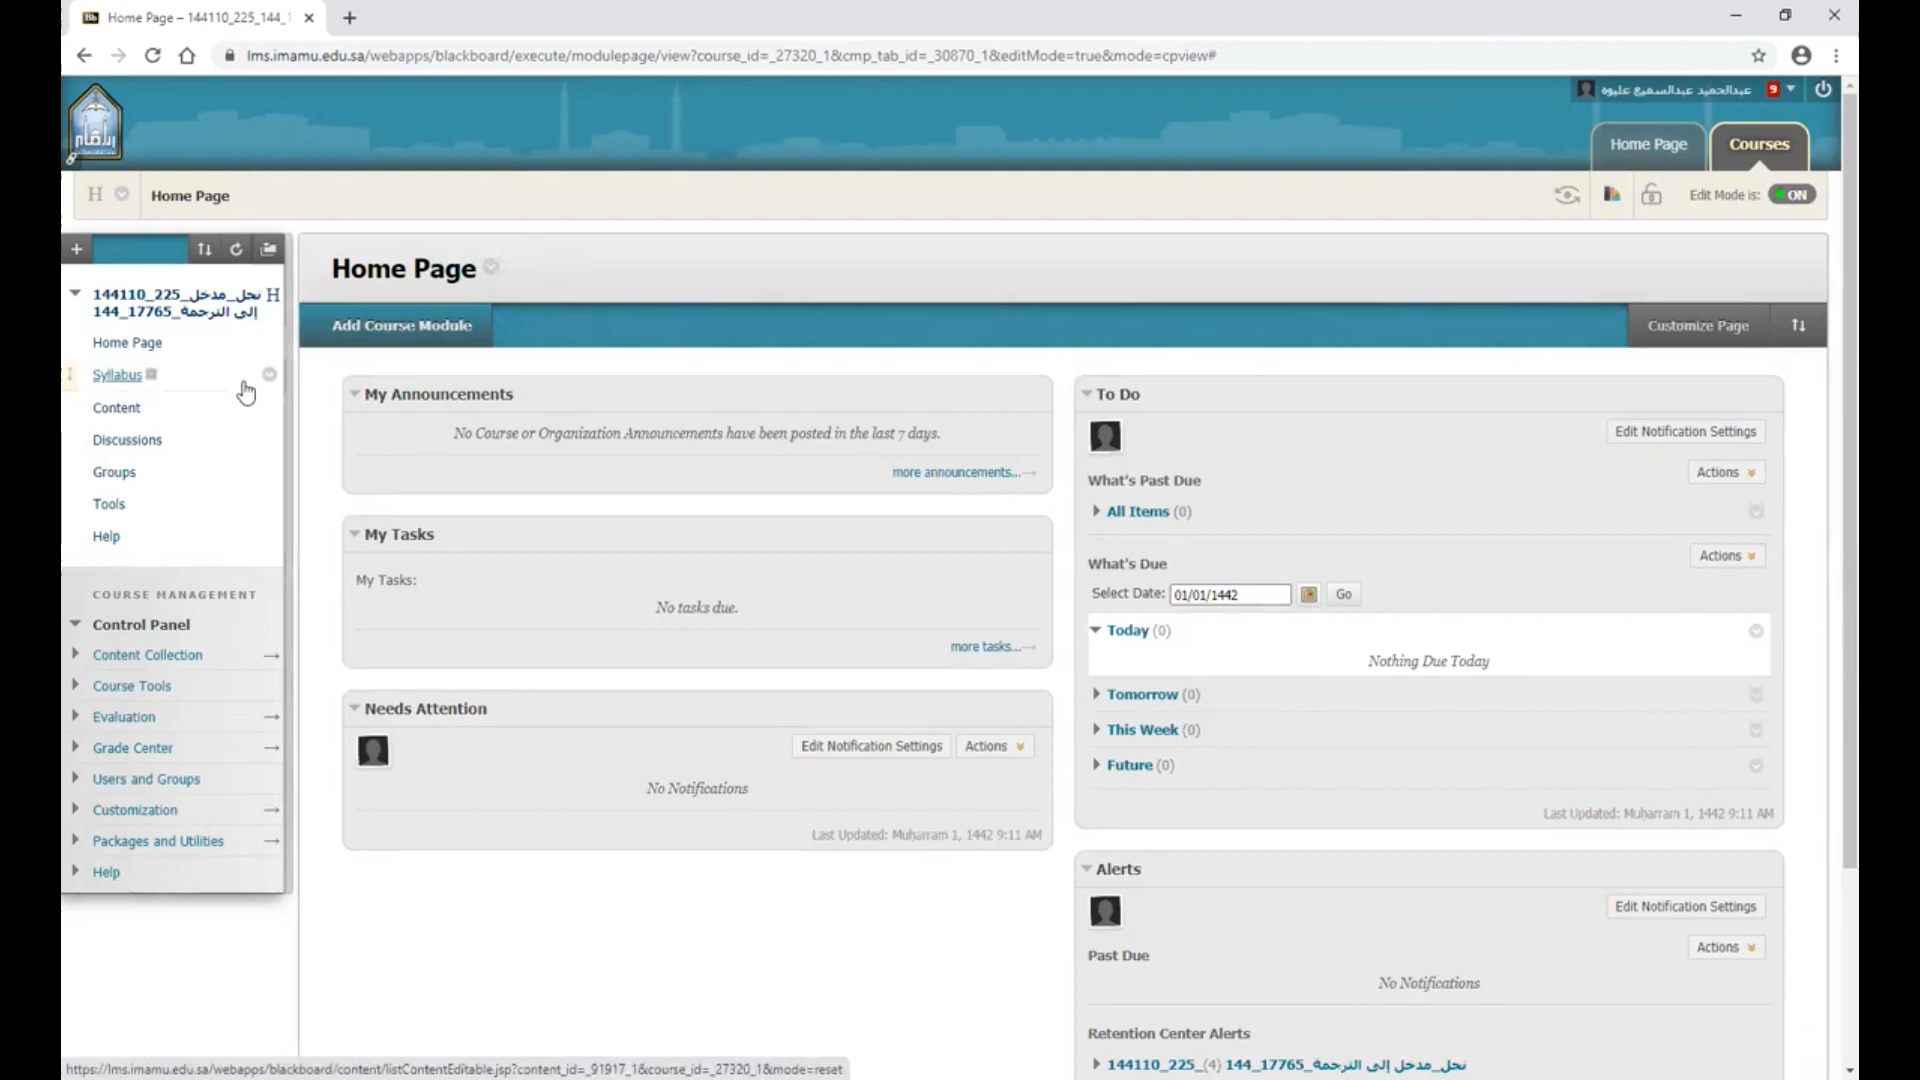 Home Page – 144110_225_144_1
lms.imamu.edu.sa/webapps/blackboard/execute/modulepage/view?course_id=_27320_1&cmp_tab_id=_30870_1&editMode=true&mode=cpview#
عبدالحميد عبدالسميع عليوه 9
Home Page Courses
H Home Page Edit Mode is: ON
144110_225_نحل_مدخل
إلى الترجمة_17765_144
Home Page
Syllabus
Content
Discussions
Groups
Tools
Help
COURSE MANAGEMENT
Control Panel
Content Collection
Course Tools
Evaluation
Grade Center
Users and Groups
Customization
Packages and Utilities
Help
Home Page
Add Course Module Customize Page
My Announcements
No Course or Organization Announcements have been posted in the last 7 days.
more announcements...
My Tasks
My Tasks:
No tasks due.
more tasks...
Needs Attention
Edit Notification Settings Actions
No Notifications
Last Updated: Muharram 1, 1442 9:11 AM
To Do
Edit Notification Settings
Actions
What's Past Due
All Items (0)
Actions
What's Due
Select Date: 01/01/1442 Go
Today (0)
Nothing Due Today
Tomorrow (0)
This Week (0)
Future (0)
Last Updated: Muharram 1, 1442 9:11 AM
Alerts
Edit Notification Settings
Actions
Past Due
No Notifications
Retention Center Alerts
144110_225_(4) نحل_مدخل إلى الترجمة_17765_144
https://lms.imamu.edu.sa/webapps/blackboard/content/listContentEditable.jsp?content_id=_91917_1&course_id=_27320_1&mode=reset